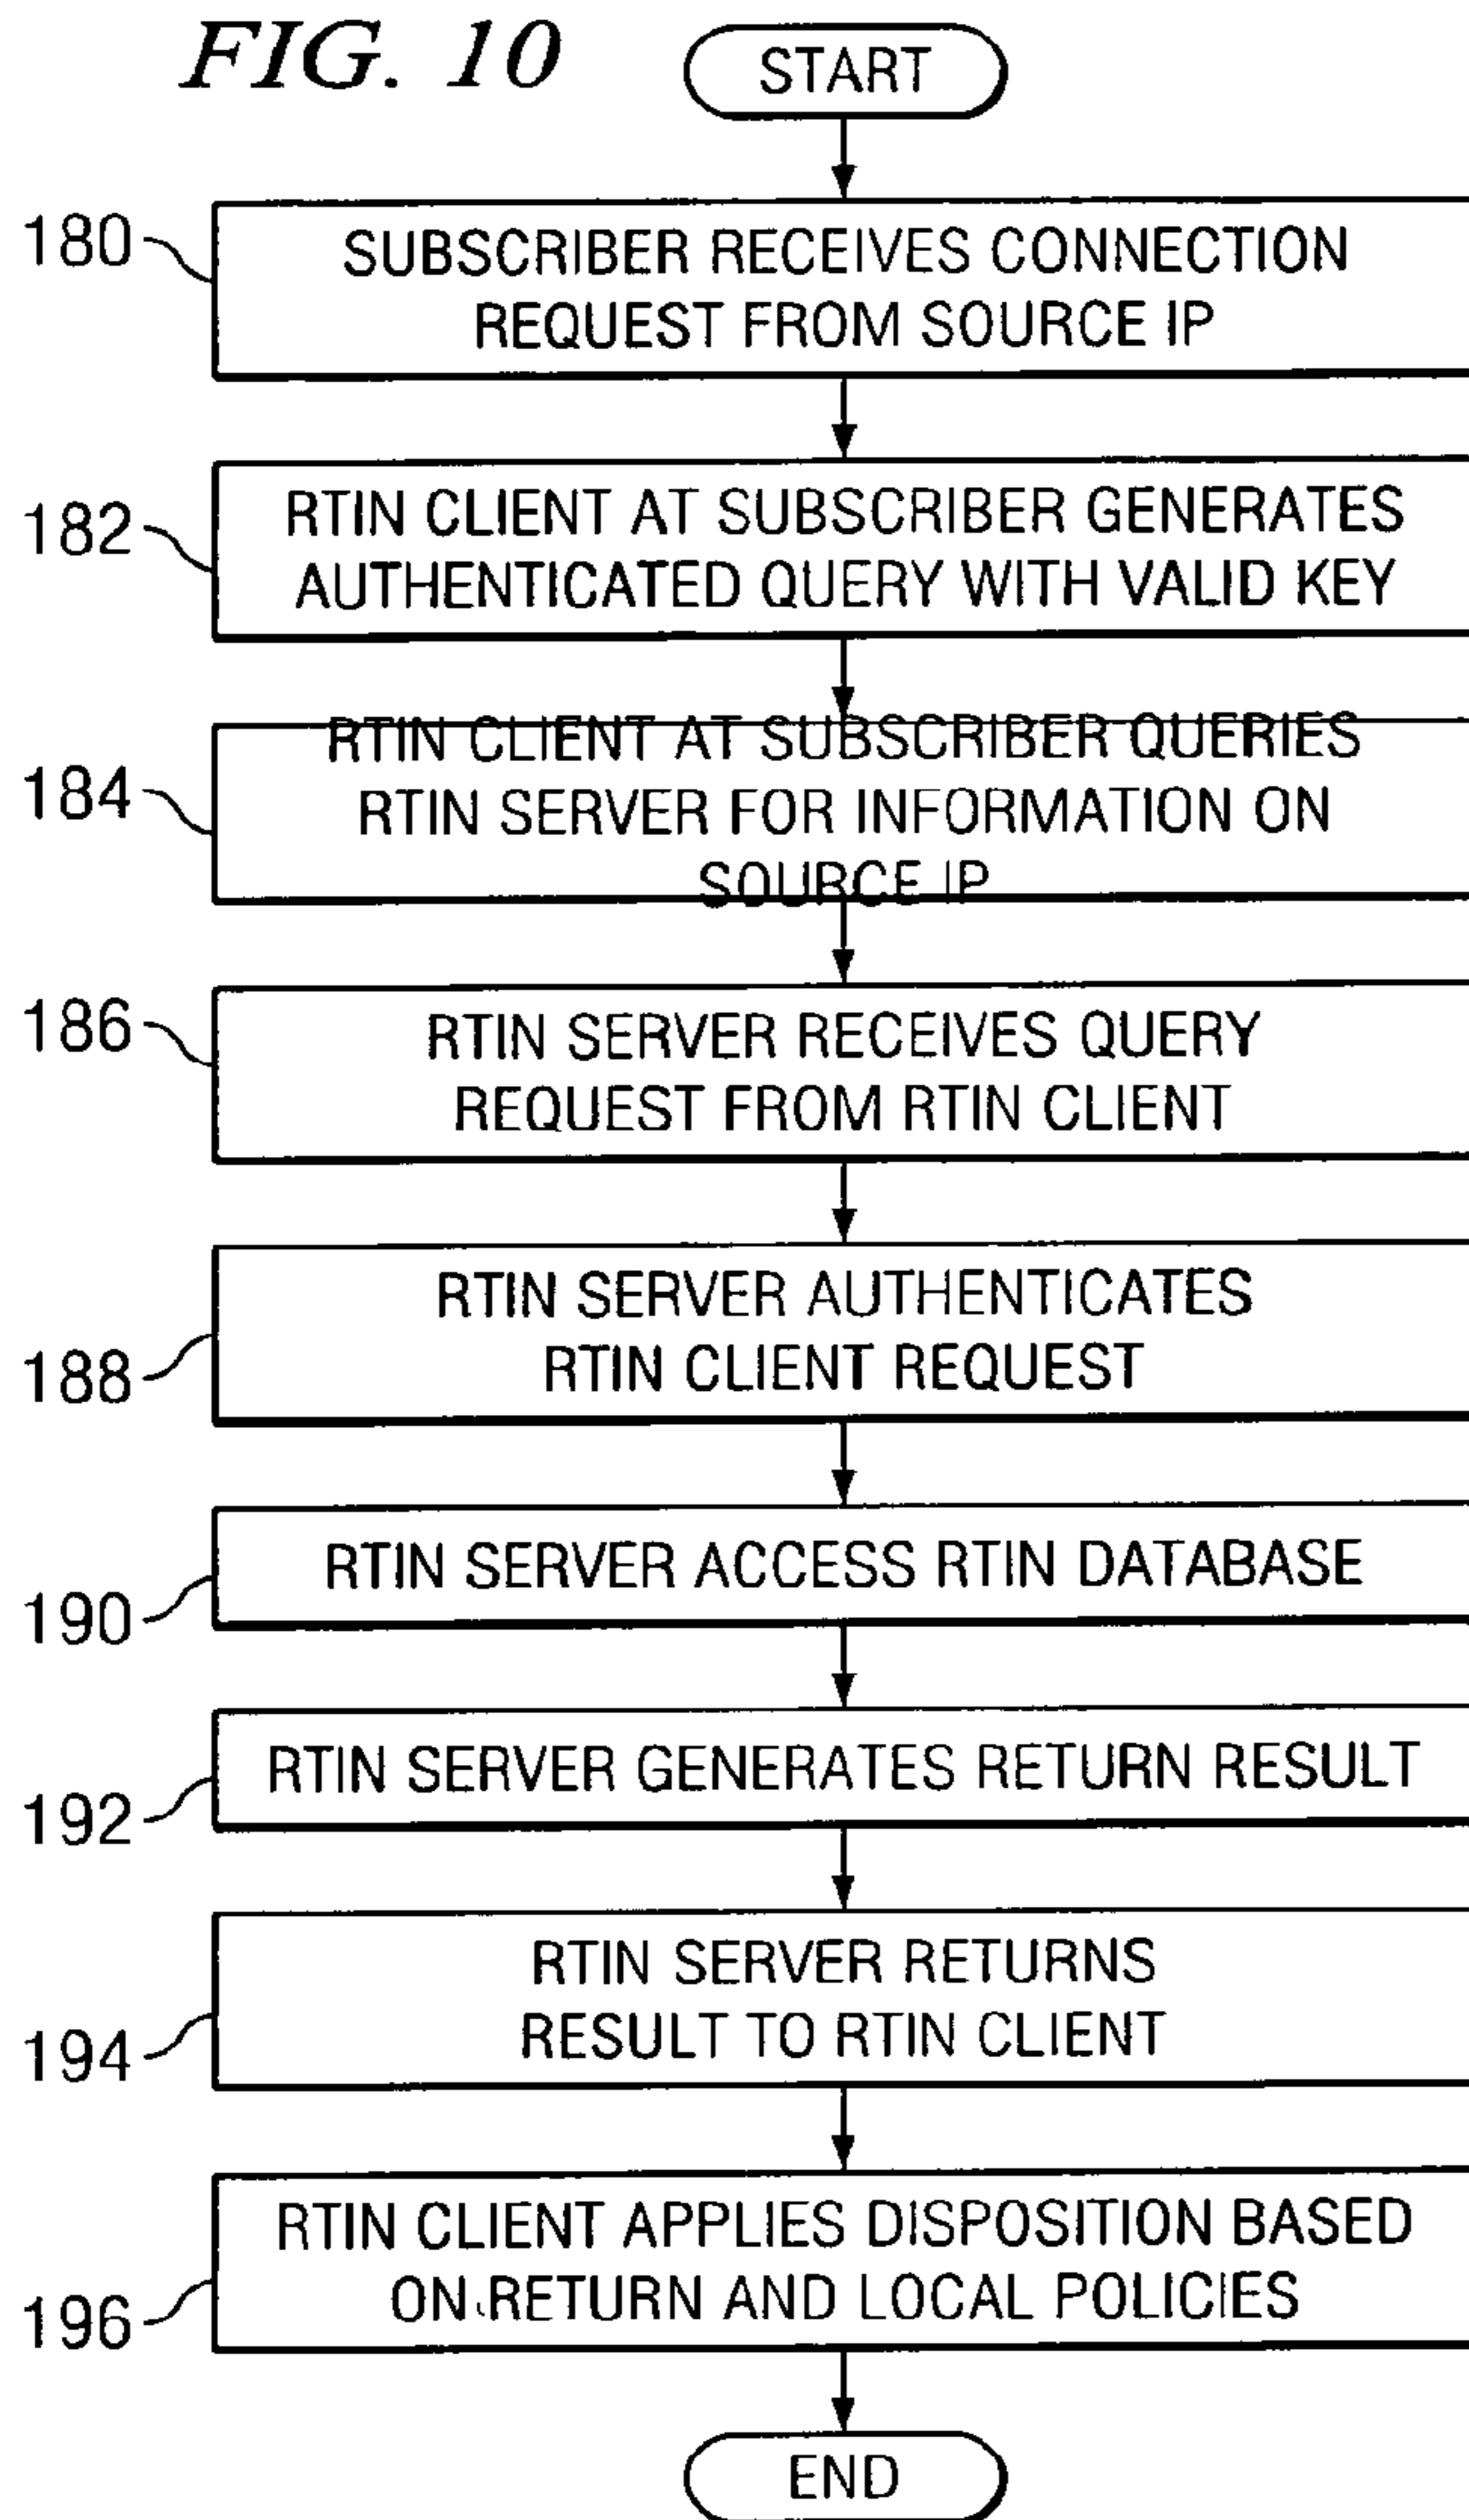 FIG. 10
START
180
SUBSCRIBER RECEIVES CONNECTION
REQUEST FROM SOURCE IP
182
RTIN CLIENT AT SUBSCRIBER GENERATES
AUTHENTICATED QUERY WITH VALID KEY
184
RTIN CLIENT AT SUBSCRIBER QUERIES
RTIN SERVER FOR INFORMATION ON
SOURCE IP
186
RTIN SERVER RECEIVES QUERY
REQUEST FROM RTIN CLIENT
188
RTIN SERVER AUTHENTICATES
RTIN CLIENT REQUEST
190
RTIN SERVER ACCESS RTIN DATABASE
192
RTIN SERVER GENERATES RETURN RESULT
194
RTIN SERVER RETURNS
RESULT TO RTIN CLIENT
196
RTIN CLIENT APPLIES DISPOSITION BASED
ON RETURN AND LOCAL POLICIES
END